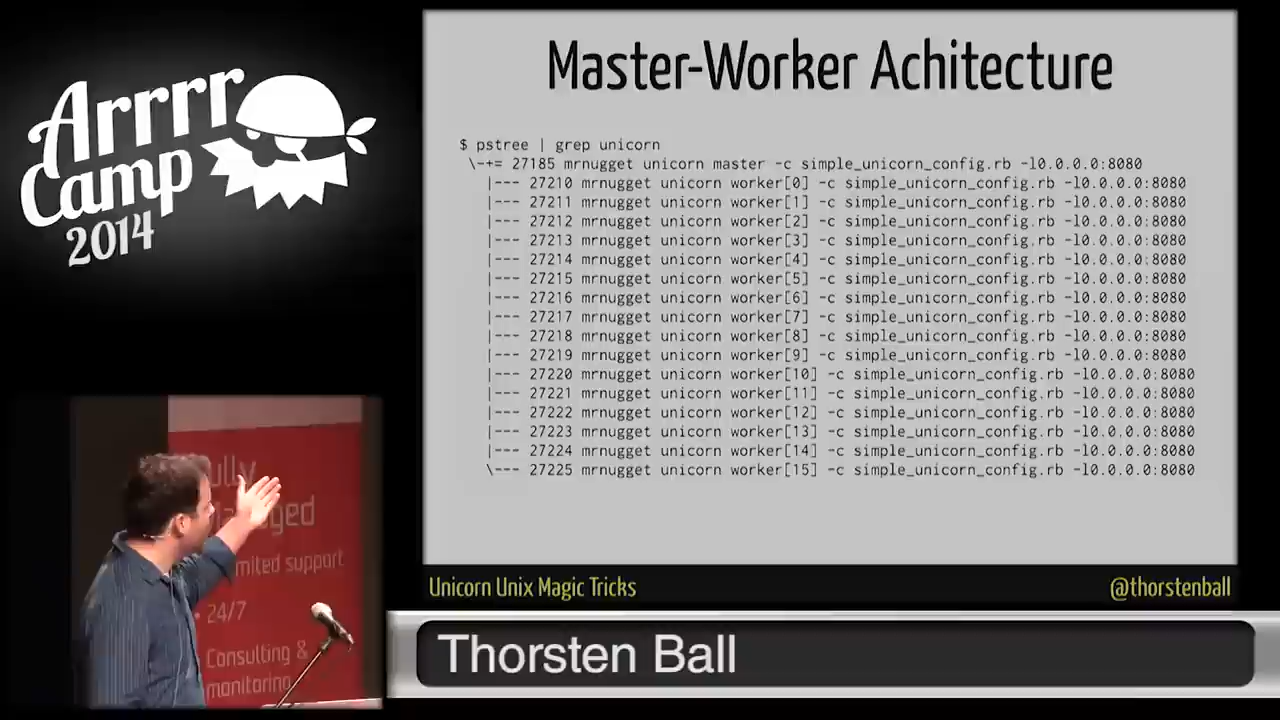 Arrrr
Camp
2014
Master-Worker Achitecture
$ pstree | grep unicorn
\-+= 27185 mrnugget unicorn master -c simple_unicorn_config.rb -l0.0.0.0:8080
|--- 27210 mrnugget unicorn worker[0] -c simple_unicorn_config.rb -l0.0.0.0:8080
|--- 27211 mrnugget unicorn worker[1] -c simple_unicorn_config.rb -l0.0.0.0:8080
|--- 27212 mrnugget unicorn worker[2] -c simple_unicorn_config.rb -l0.0.0.0:8080
|--- 27213 mrnugget unicorn worker[3] -c simple_unicorn_config.rb -l0.0.0.0:8080
|--- 27214 mrnugget unicorn worker[4] -c simple_unicorn_config.rb -l0.0.0.0:8080
|--- 27215 mrnugget unicorn worker[5] -c simple_unicorn_config.rb -l0.0.0.0:8080
|--- 27216 mrnugget unicorn worker[6] -c simple_unicorn_config.rb -l0.0.0.0:8080
|--- 27217 mrnugget unicorn worker[7] -c simple_unicorn_config.rb -l0.0.0.0:8080
|--- 27218 mrnugget unicorn worker[8] -c simple_unicorn_config.rb -l0.0.0.0:8080
|--- 27219 mrnugget unicorn worker[9] -c simple_unicorn_config.rb -l0.0.0.0:8080
|--- 27220 mrnugget unicorn worker[10] -c simple_unicorn_config.rb -l0.0.0.0:8080
|--- 27221 mrnugget unicorn worker[11] -c simple_unicorn_config.rb -l0.0.0.0:8080
|--- 27222 mrnugget unicorn worker[12] -c simple_unicorn_config.rb -l0.0.0.0:8080
|--- 27223 mrnugget unicorn worker[13] -c simple_unicorn_config.rb -l0.0.0.0:8080
|--- 27224 mrnugget unicorn worker[14] -c simple_unicorn_config.rb -l0.0.0.0:8080
\--- 27225 mrnugget unicorn worker[15] -c simple_unicorn_config.rb -l0.0.0.0:8080
Unicorn Unix Magic Tricks
@thorstenball
Thorsten Ball
support
24/7
Consulting &
monitoring